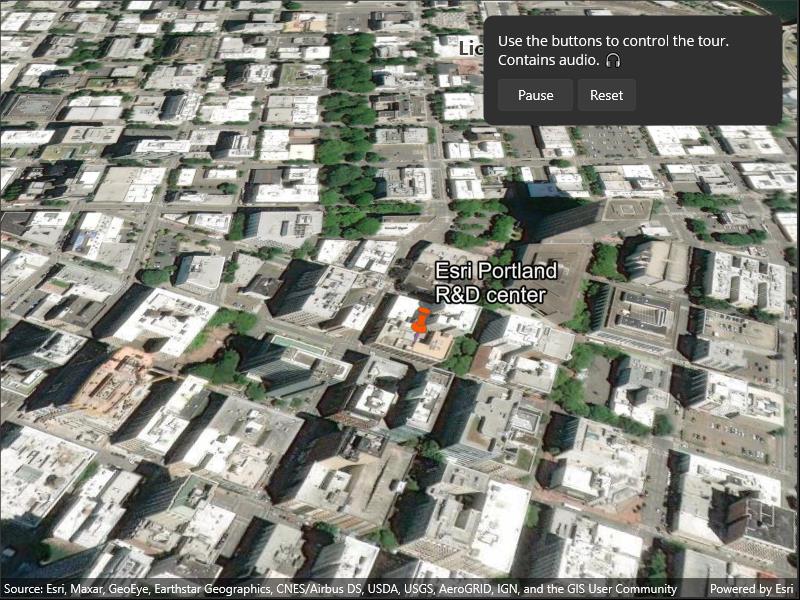 Lic
Use the buttons to control the tour.
Contains audio. 🎧
Pause
Reset
Esri Portland
R&D center
Source: Esri, Maxar, GeoEye, Earthstar Geographics, CNES/Airbus DS, USDA, USGS, AeroGRID, IGN, and the GIS User Community
Powered by Esri